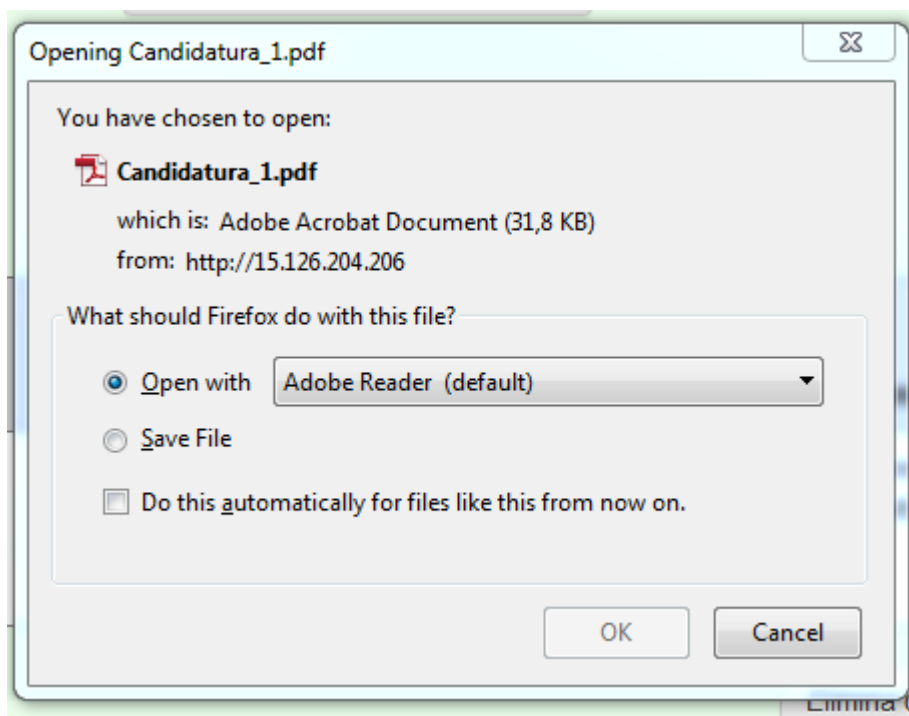 Opening Candidatura_1.pdf
You have chosen to open:
Candidatura_1.pdf
which is: Adobe Acrobat Document (31,8 KB)
from: http://15.126.204.206
What should Firefox do with this file?
Open with Adobe Reader (default)
Save File
Do this automatically for files like this from now on.
OK Cancel
Elimina